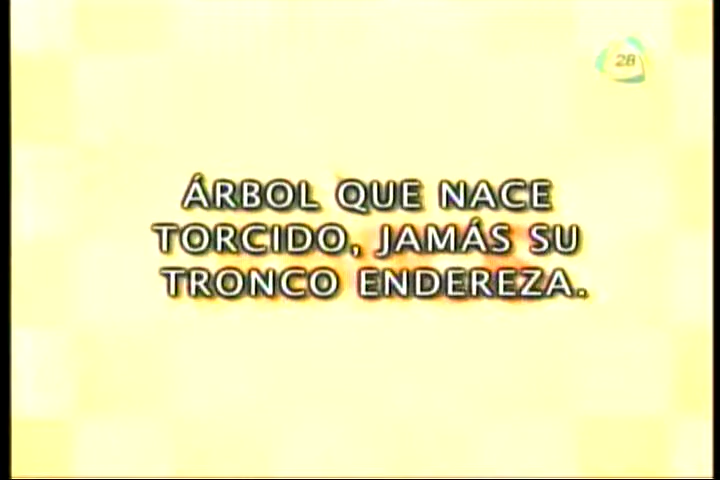 28
ÁRBOL QUE NACE
TORCIDO, JAMÁS SU
TRONCO ENDEREZA.